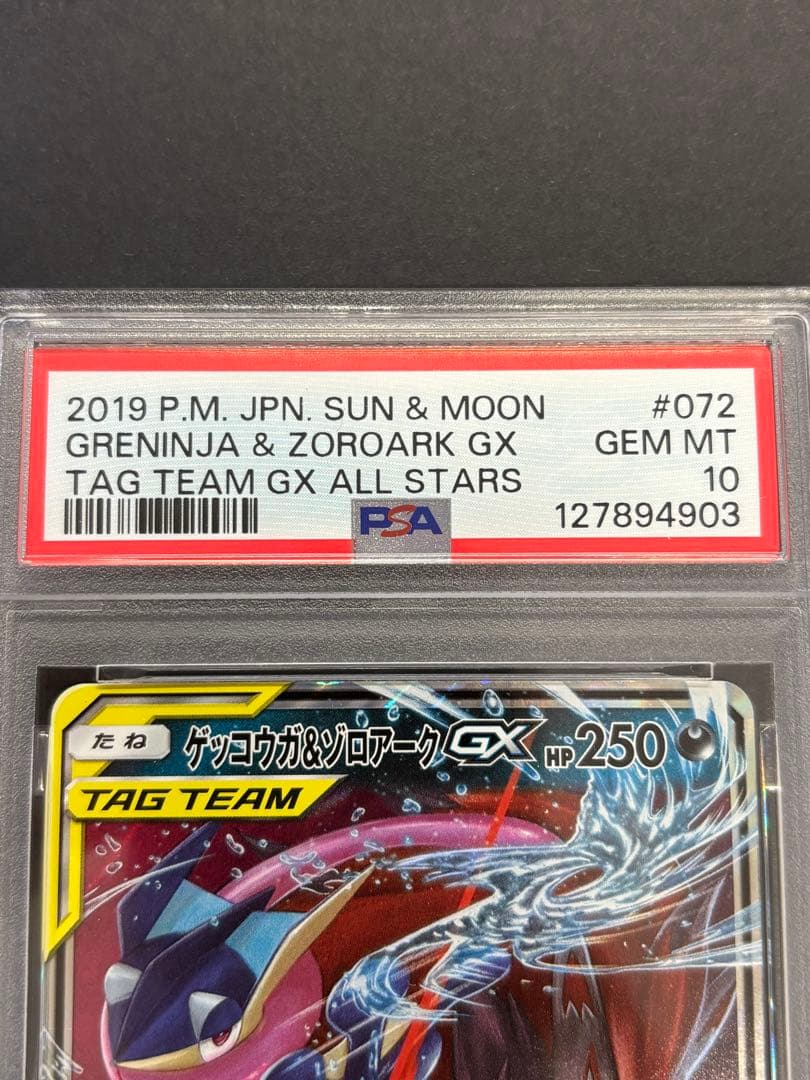 2019 P.M. JPN. SUN & MOON #072
GRENINJA & ZOROARK GX GEM MT
TAG TEAM GX ALL STARS 10
PSA 127894903
たね ゲッコウガ&ゾロアークGX HP250
TAG TEAM